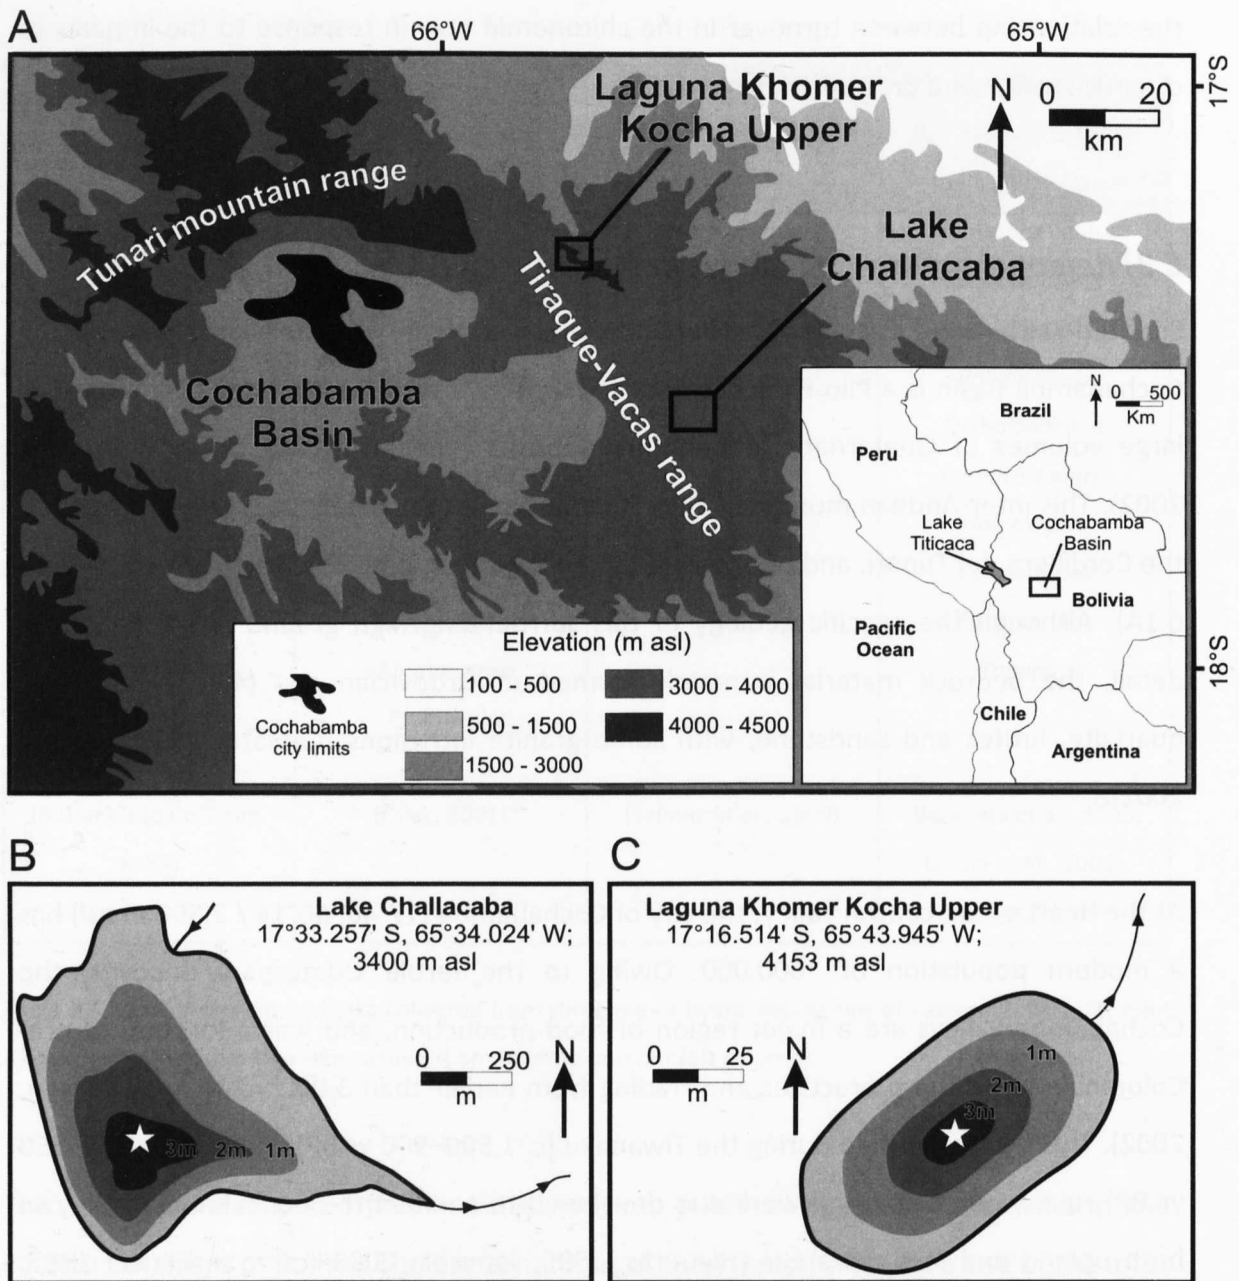 A
66°W
65°W
17°S
18°S
Laguna Khomer
Kocha Upper
N
0 20
km
Tunari mountain range
Lake
Challacaba
Tiraque-Vacas range
Cochabamba
Basin
Elevation (m asl)
100 - 500
3000 - 4000
500 - 1500
4000 - 4500
1500 - 3000
Cochabamba
city limits
N
0 500
Km
Brazil
Peru
Lake
Titicaca
Cochabamba
Basin
Bolivia
Pacific
Ocean
Chile
Argentina
B
Lake Challacaba
17°33.257' S, 65°34.024' W;
3400 m asl
0 250
m
N
3m 2m 1m
C
Laguna Khomer Kocha Upper
17°16.514' S, 65°43.945' W;
4153 m asl
0 25
m
N
1m
2m
3m